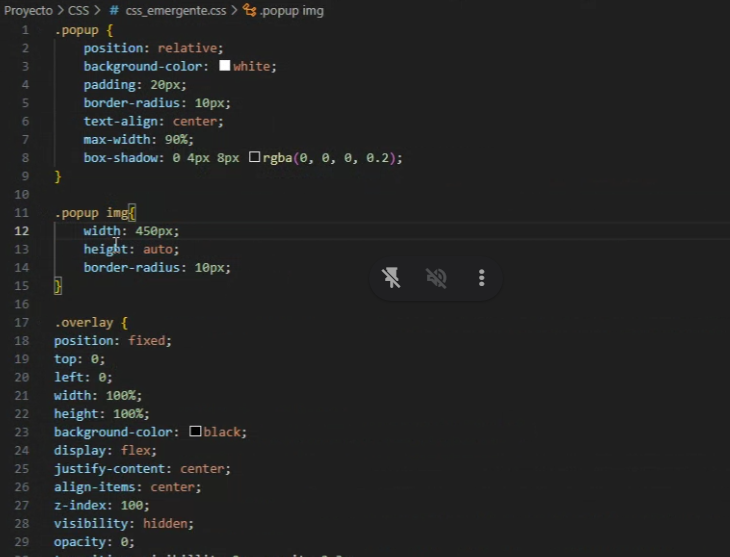 Proyecto > CSS > # css_emergente.css > .popup img
1 .popup {
2 position: relative;
3 background-color: white;
4 padding: 20px;
5 border-radius: 10px;
6 text-align: center;
7 max-width: 90%;
8 box-shadow: 0 4px 8px rgba(0, 0, 0, 0.2);
9 }
10
11 .popup img{
12 width: 450px;
13 height: auto;
14 border-radius: 10px;
15 }
16
17 .overlay {
18 position: fixed;
19 top: 0;
20 left: 0;
21 width: 100%;
22 height: 100%;
23 background-color: black;
24 display: flex;
25 justify-content: center;
26 align-items: center;
27 z-index: 100;
28 visibility: hidden;
29 opacity: 0;